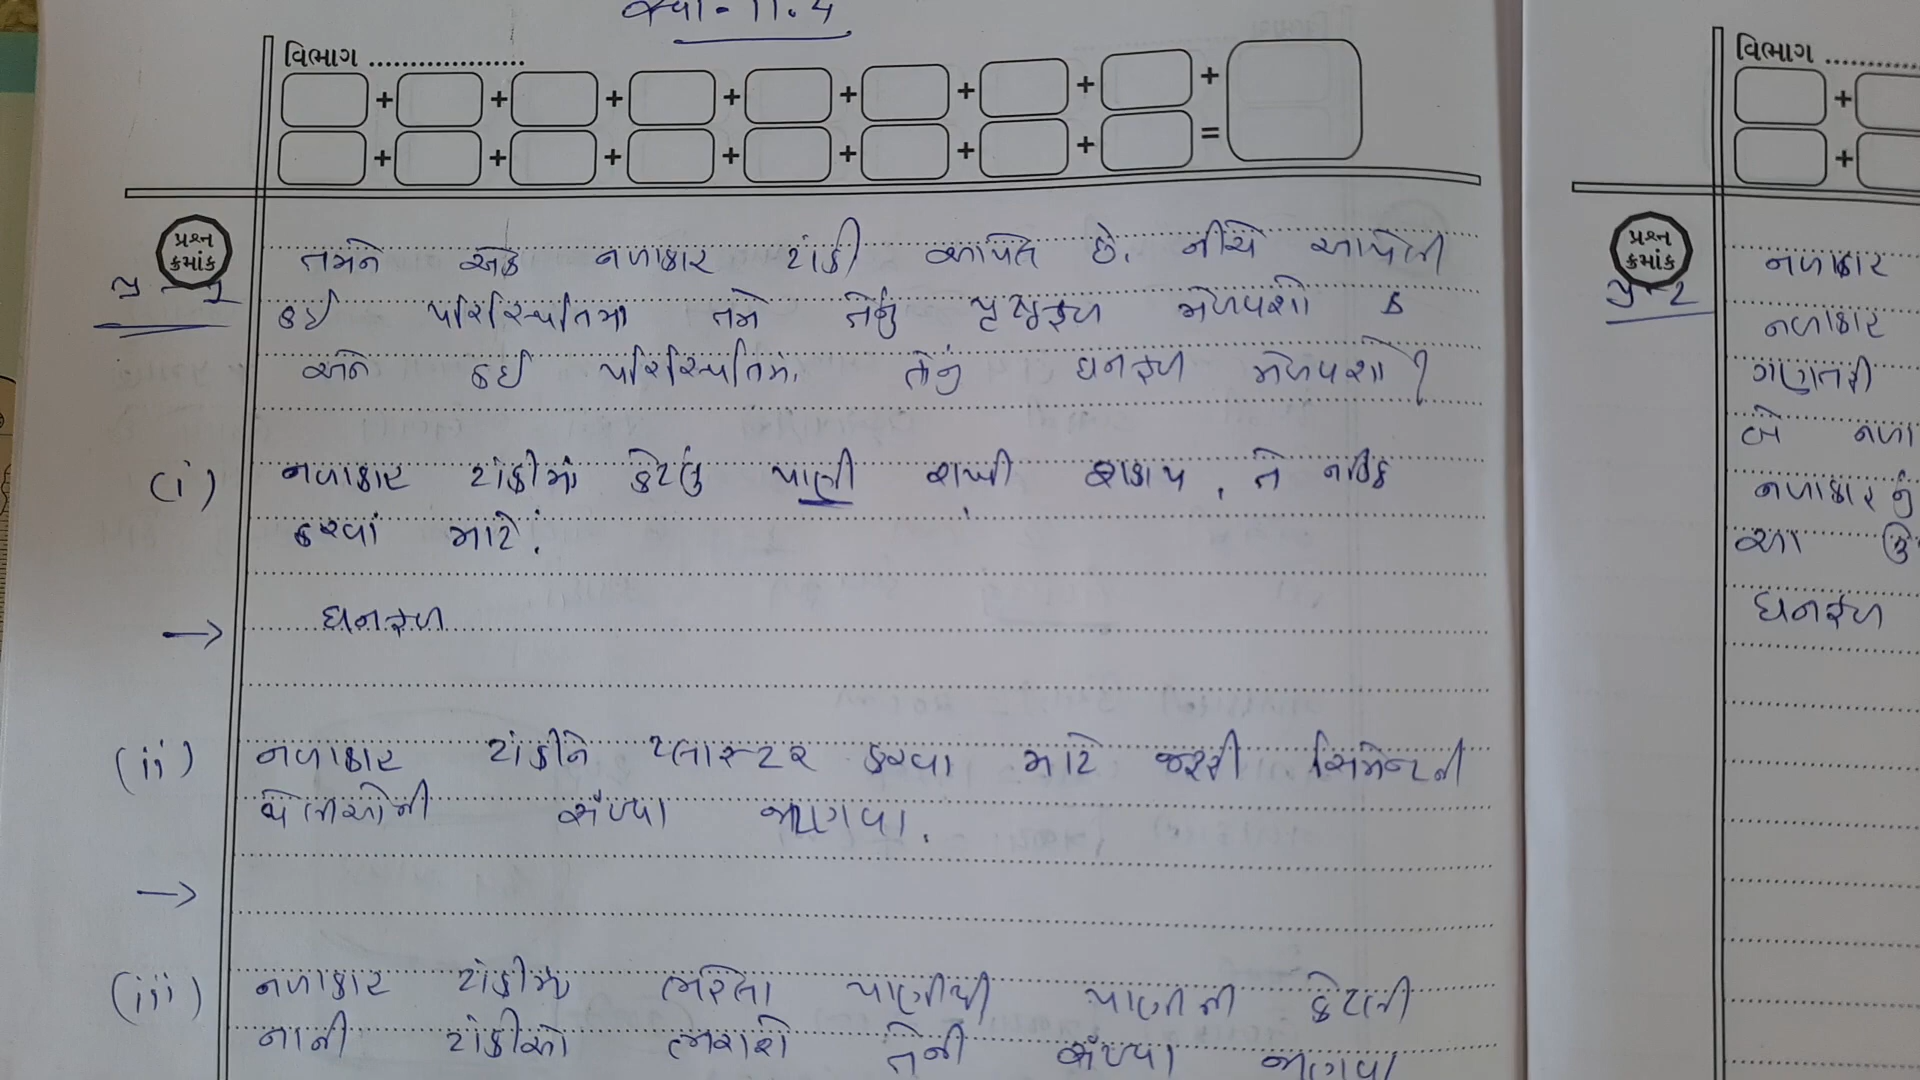 સ્વા - 11.4
વિભાગ ...................
+ + + + + + + +
+ + + + + + + =
પ્રશ્ન ક્રમાંક
પ્ર - 1
તમને એક નળાકાર ટાંકી આપેલ છે. નીચે આપેલી
કઈ પરિસ્થિતિમાં તમે તેનું પૃષ્ઠફળ મેળવશો કે
અને કઈ પરિસ્થિતિમાં તેનું ઘનફળ મેળવશો ?
(i) નળાકાર ટાંકીમાં કેટલું પાણી રાખી શકાય, તે નક્કિ
કરવાં માટે.
→ ઘનફળ
(ii) નળાકાર ટાંકીને પ્લાસ્ટર કરવા માટે જરૂરી સિમેન્ટની
થેલીઓની સંખ્યા જાણવા.
→
(iii) નળાકાર ટાંકીમાં ભરેલા પાણીથી પાણીની કેટલી
નાની ટાંકીઓ ભરાશે તેની સંખ્યા જાણવા
વિભાગ ...............
+
+
પ્રશ્ન ક્રમાંક
પ્ર-2
નળાકાર
નળાકાર
ગણતરી
બે નળા
નળાકારનું
આ
ઘનફળ